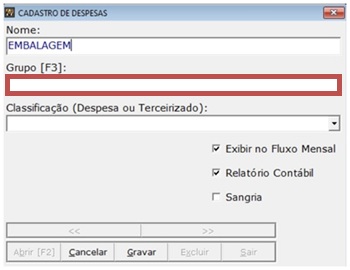 CADASTRO DE DESPESAS
Nome:
EMBALAGEM
Grupo [F3]:
Classificação (Despesa ou Terceirizado):
Exibir no Fluxo Mensal
Relatório Contábil
Sangria
<< >>
Abrir [F2] Cancelar Gravar Excluir Sair